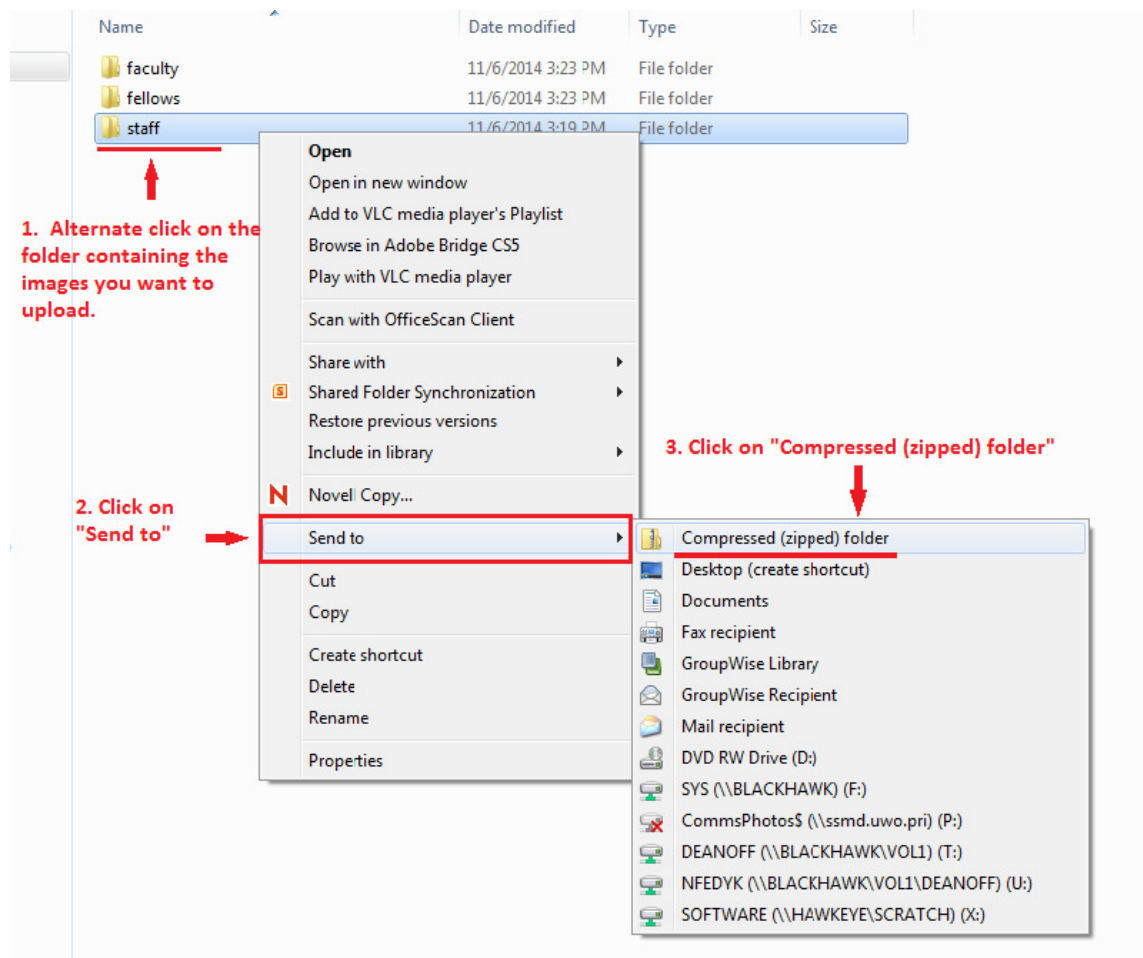 Name Date modified Type Size
faculty 11/6/2014 3:23 PM File folder
fellows 11/6/2014 3:23 PM File folder
staff 11/6/2014 3:19 PM File folder
1. Alternate click on the
folder containing the
images you want to
upload.
Open
Open in new window
Add to VLC media player's Playlist
Browse in Adobe Bridge CS5
Play with VLC media player
Scan with OfficeScan Client
Share with
S Shared Folder Synchronization
Restore previous versions
Include in library
N Novell Copy...
2. Click on
"Send to"
Send to
Cut
Copy
Create shortcut
Delete
Rename
Properties
3. Click on "Compressed (zipped) folder"
Compressed (zipped) folder
Desktop (create shortcut)
Documents
Fax recipient
GroupWise Library
GroupWise Recipient
Mail recipient
DVD RW Drive (D:)
SYS (\\BLACKHAWK) (F:)
CommsPhotos$ (\\ssmd.uwo.pri) (P:)
DEANOFF (\\BLACKHAWK\VOL1) (T:)
NFEDYK (\\BLACKHAWK\VOL1\DEANOFF) (U:)
SOFTWARE (\\HAWKEYE\SCRATCH) (X:)